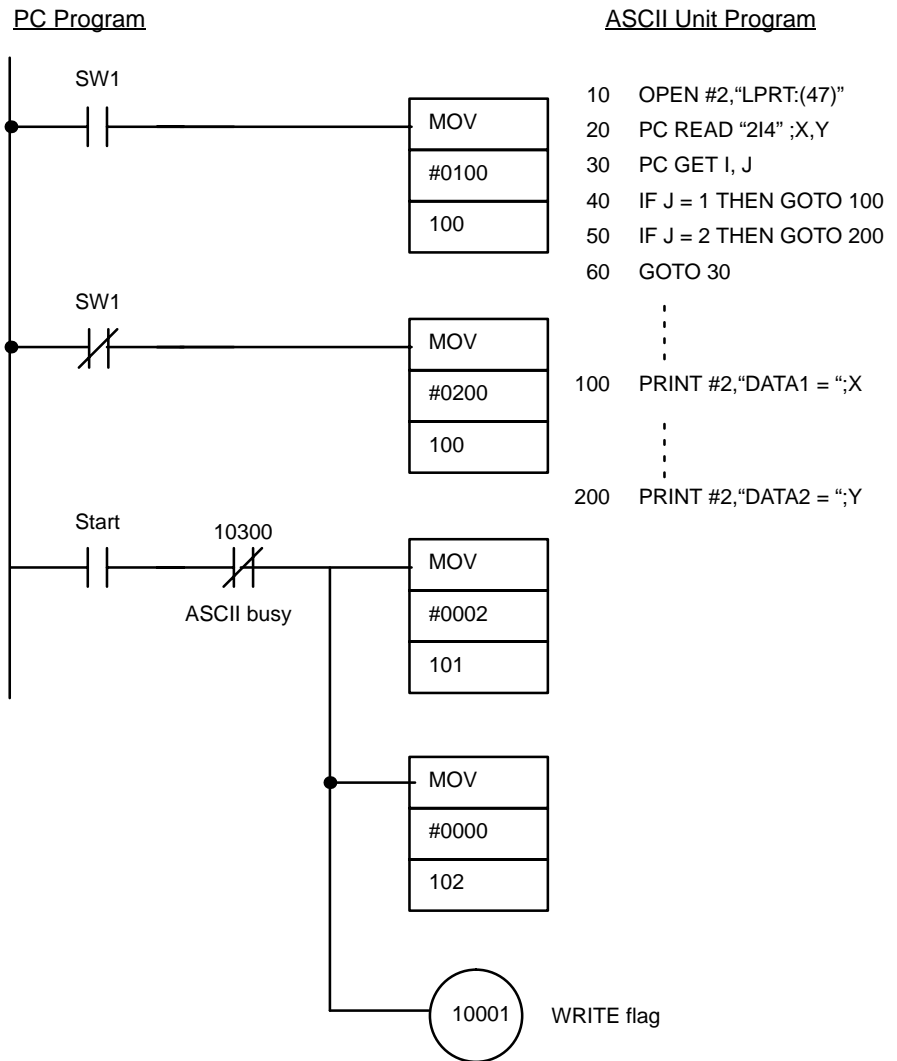 PC Program
ASCII Unit Program
SW1
MOV
#0100
100
10 OPEN #2,“LPRT:(47)”
20 PC READ “2I4” ;X,Y
30 PC GET I, J
40 IF J = 1 THEN GOTO 100
50 IF J = 2 THEN GOTO 200
60 GOTO 30
SW1
MOV
#0200
100
100 PRINT #2,“DATA1 = “;X
200 PRINT #2,“DATA2 = “;Y
Start
10300
ASCII busy
MOV
#0002
101
MOV
#0000
102
10001
WRITE flag